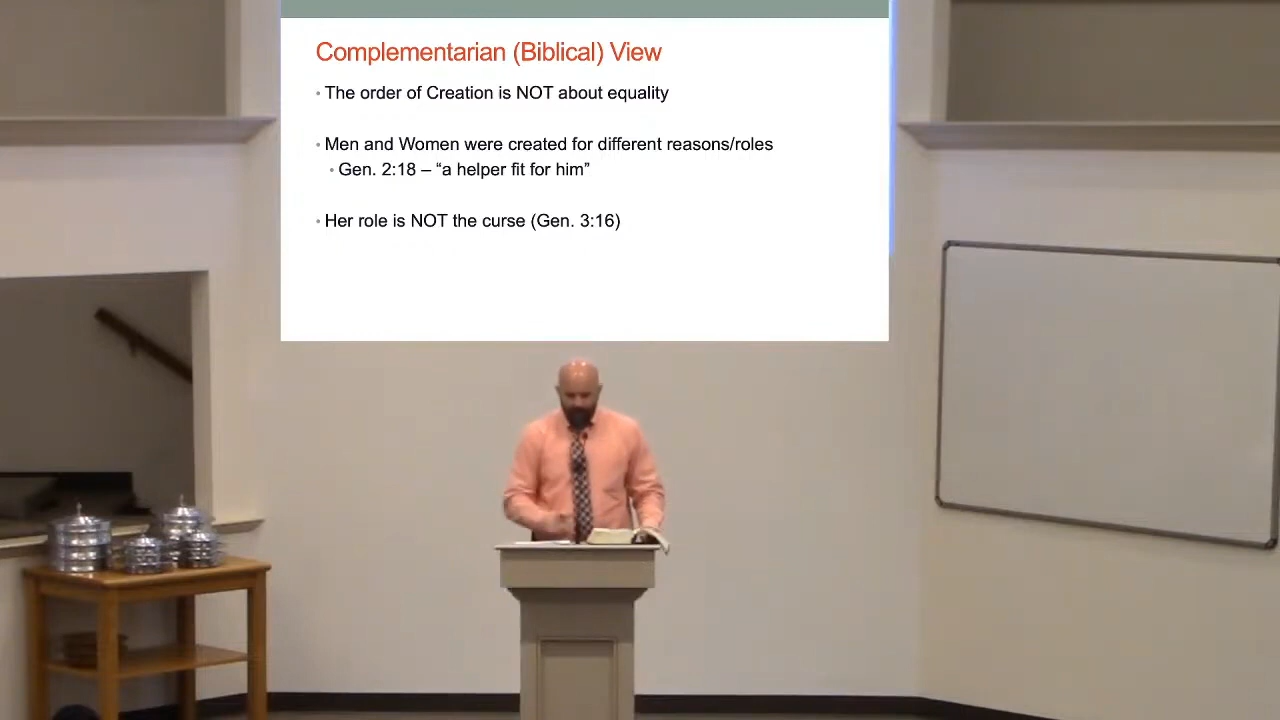 Complementarian (Biblical) View
The order of Creation is NOT about equality
Men and Women were created for different reasons/roles
Gen. 2:18 – “a helper fit for him”
Her role is NOT the curse (Gen. 3:16)